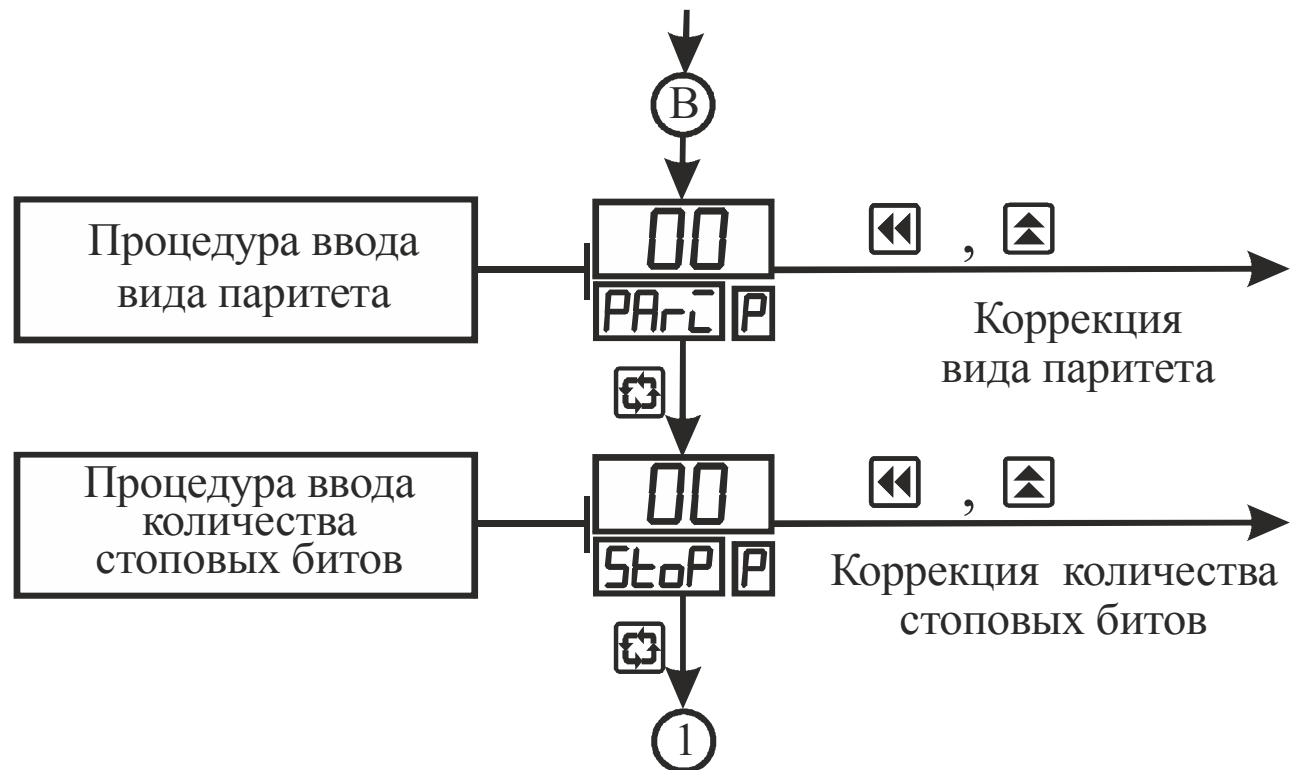 В
Процедура ввода
вида паритета
00
PAri P
,
Коррекция
вида паритета
Процедура ввода
количества
стоповых битов
00
StoP P
,
Коррекция количества
стоповых битов
1